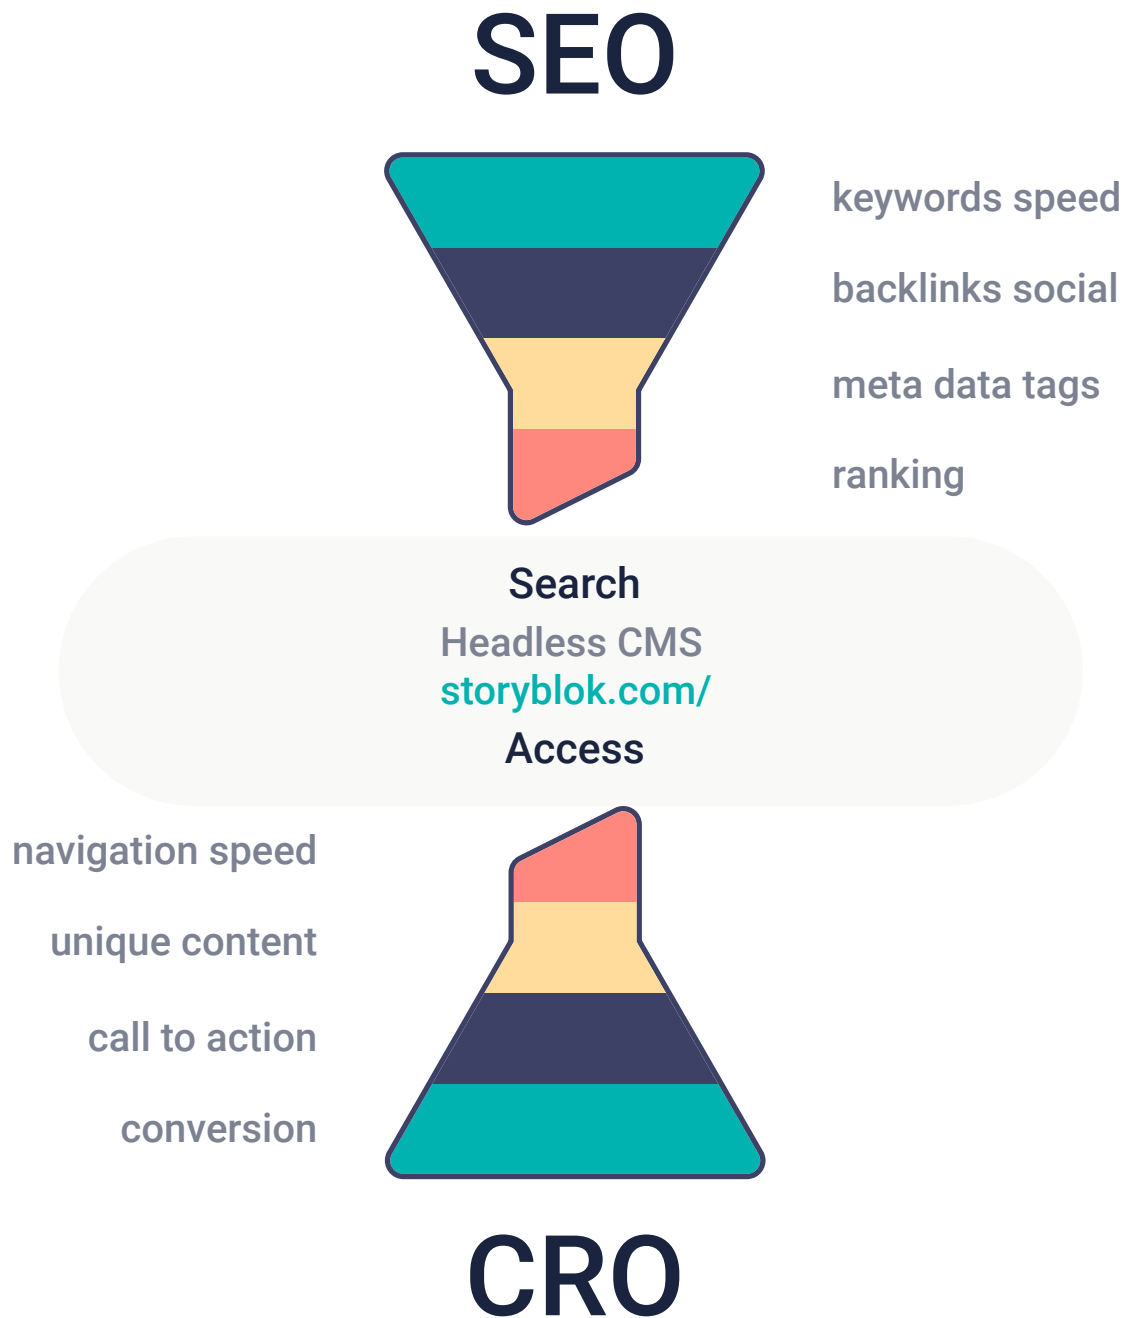 SEO
keywords speed
backlinks social
meta data tags
ranking
Search
Headless CMS
storyblok.com/
Access
navigation speed
unique content
call to action
conversion
CRO